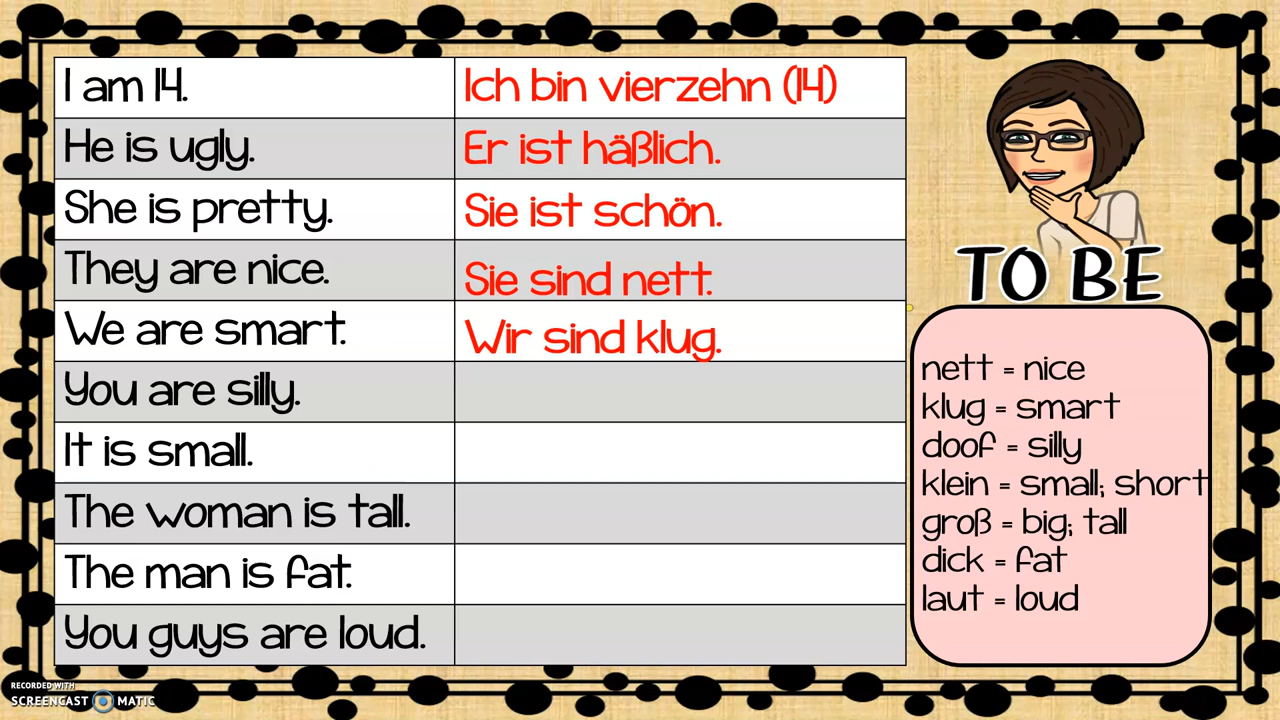 I am 14.
Ich bin vierzehn (14)
He is ugly.
Er ist häßlich.
She is pretty.
Sie ist schön.
They are nice.
Sie sind nett.
We are smart.
Wir sind klug.
You are silly.
It is small.
The woman is tall.
The man is fat.
You guys are loud.
TO BE
nett = nice
klug = smart
doof = silly
klein = small; short
groß = big; tall
dick = fat
laut = loud
RECORDED WITH
SCREENCAST MATIC